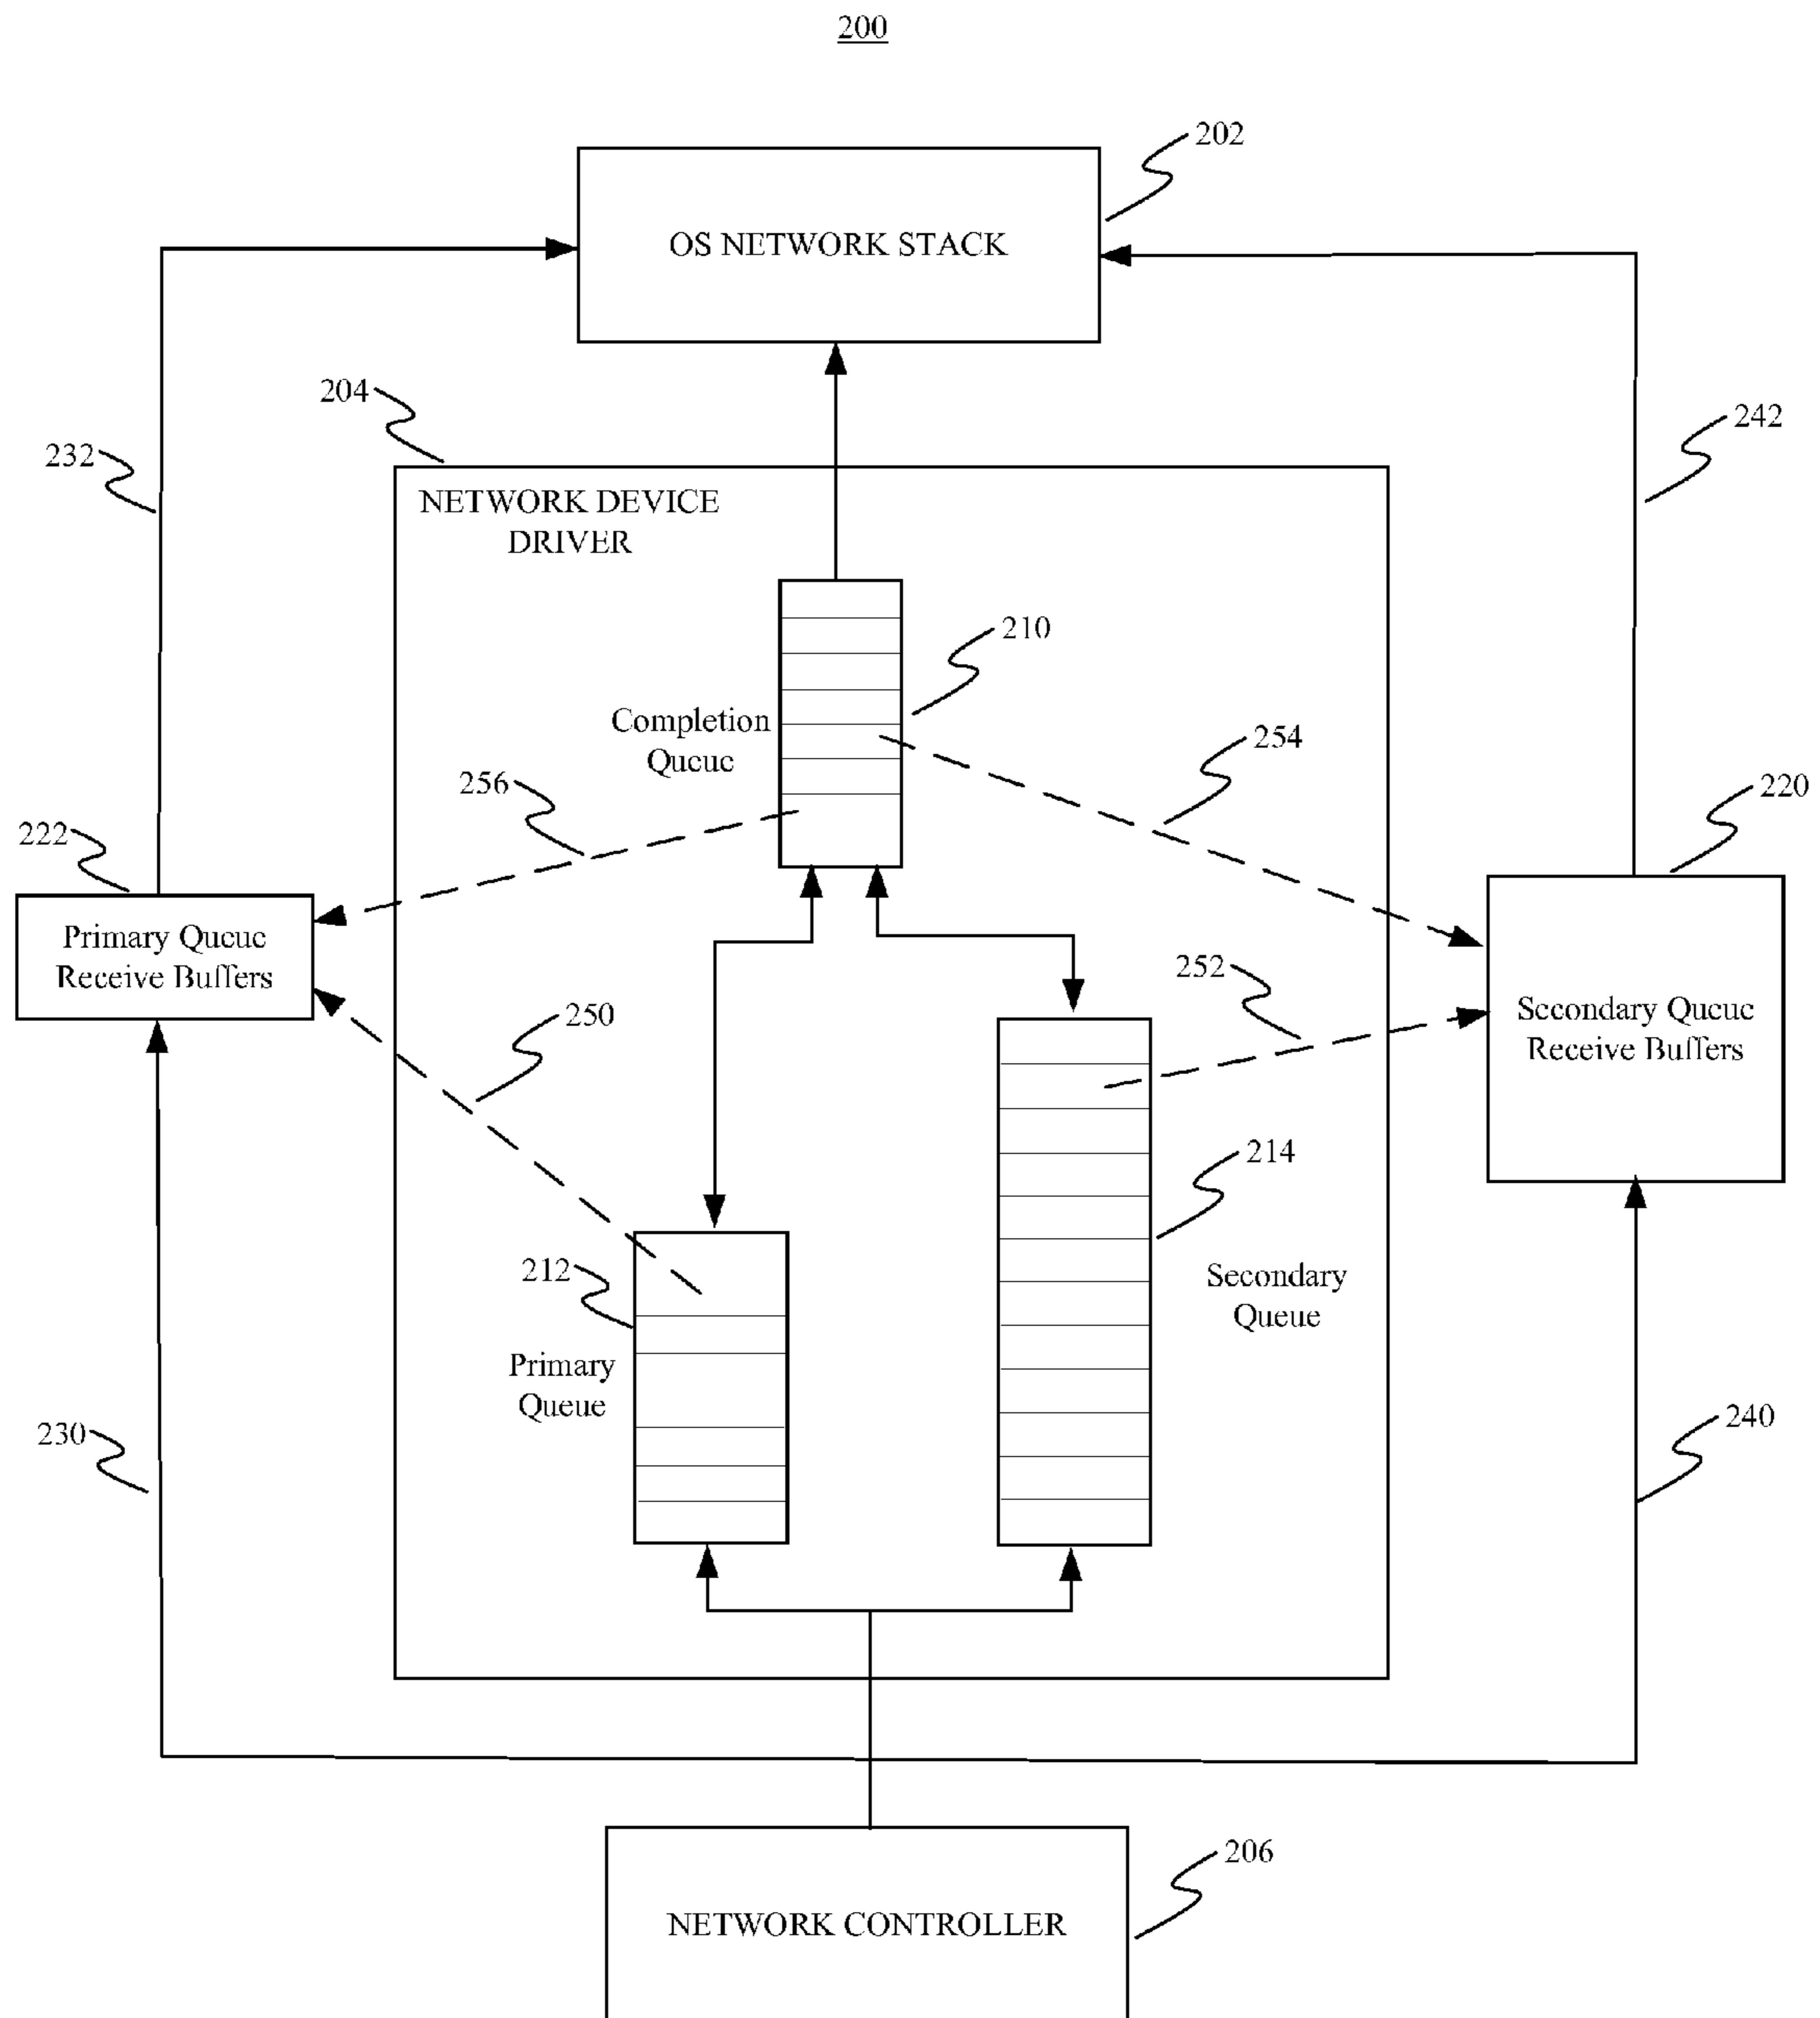 200
202
OS NETWORK STACK
204
232
242
NETWORK DEVICE
DRIVER
210
Completion
Queue
254
256
220
222
Primary Queue
Receive Buffers
252
250
Secondary Queue
Receive Buffers
214
212
Secondary
Queue
Primary
Queue
230
240
206
NETWORK CONTROLLER